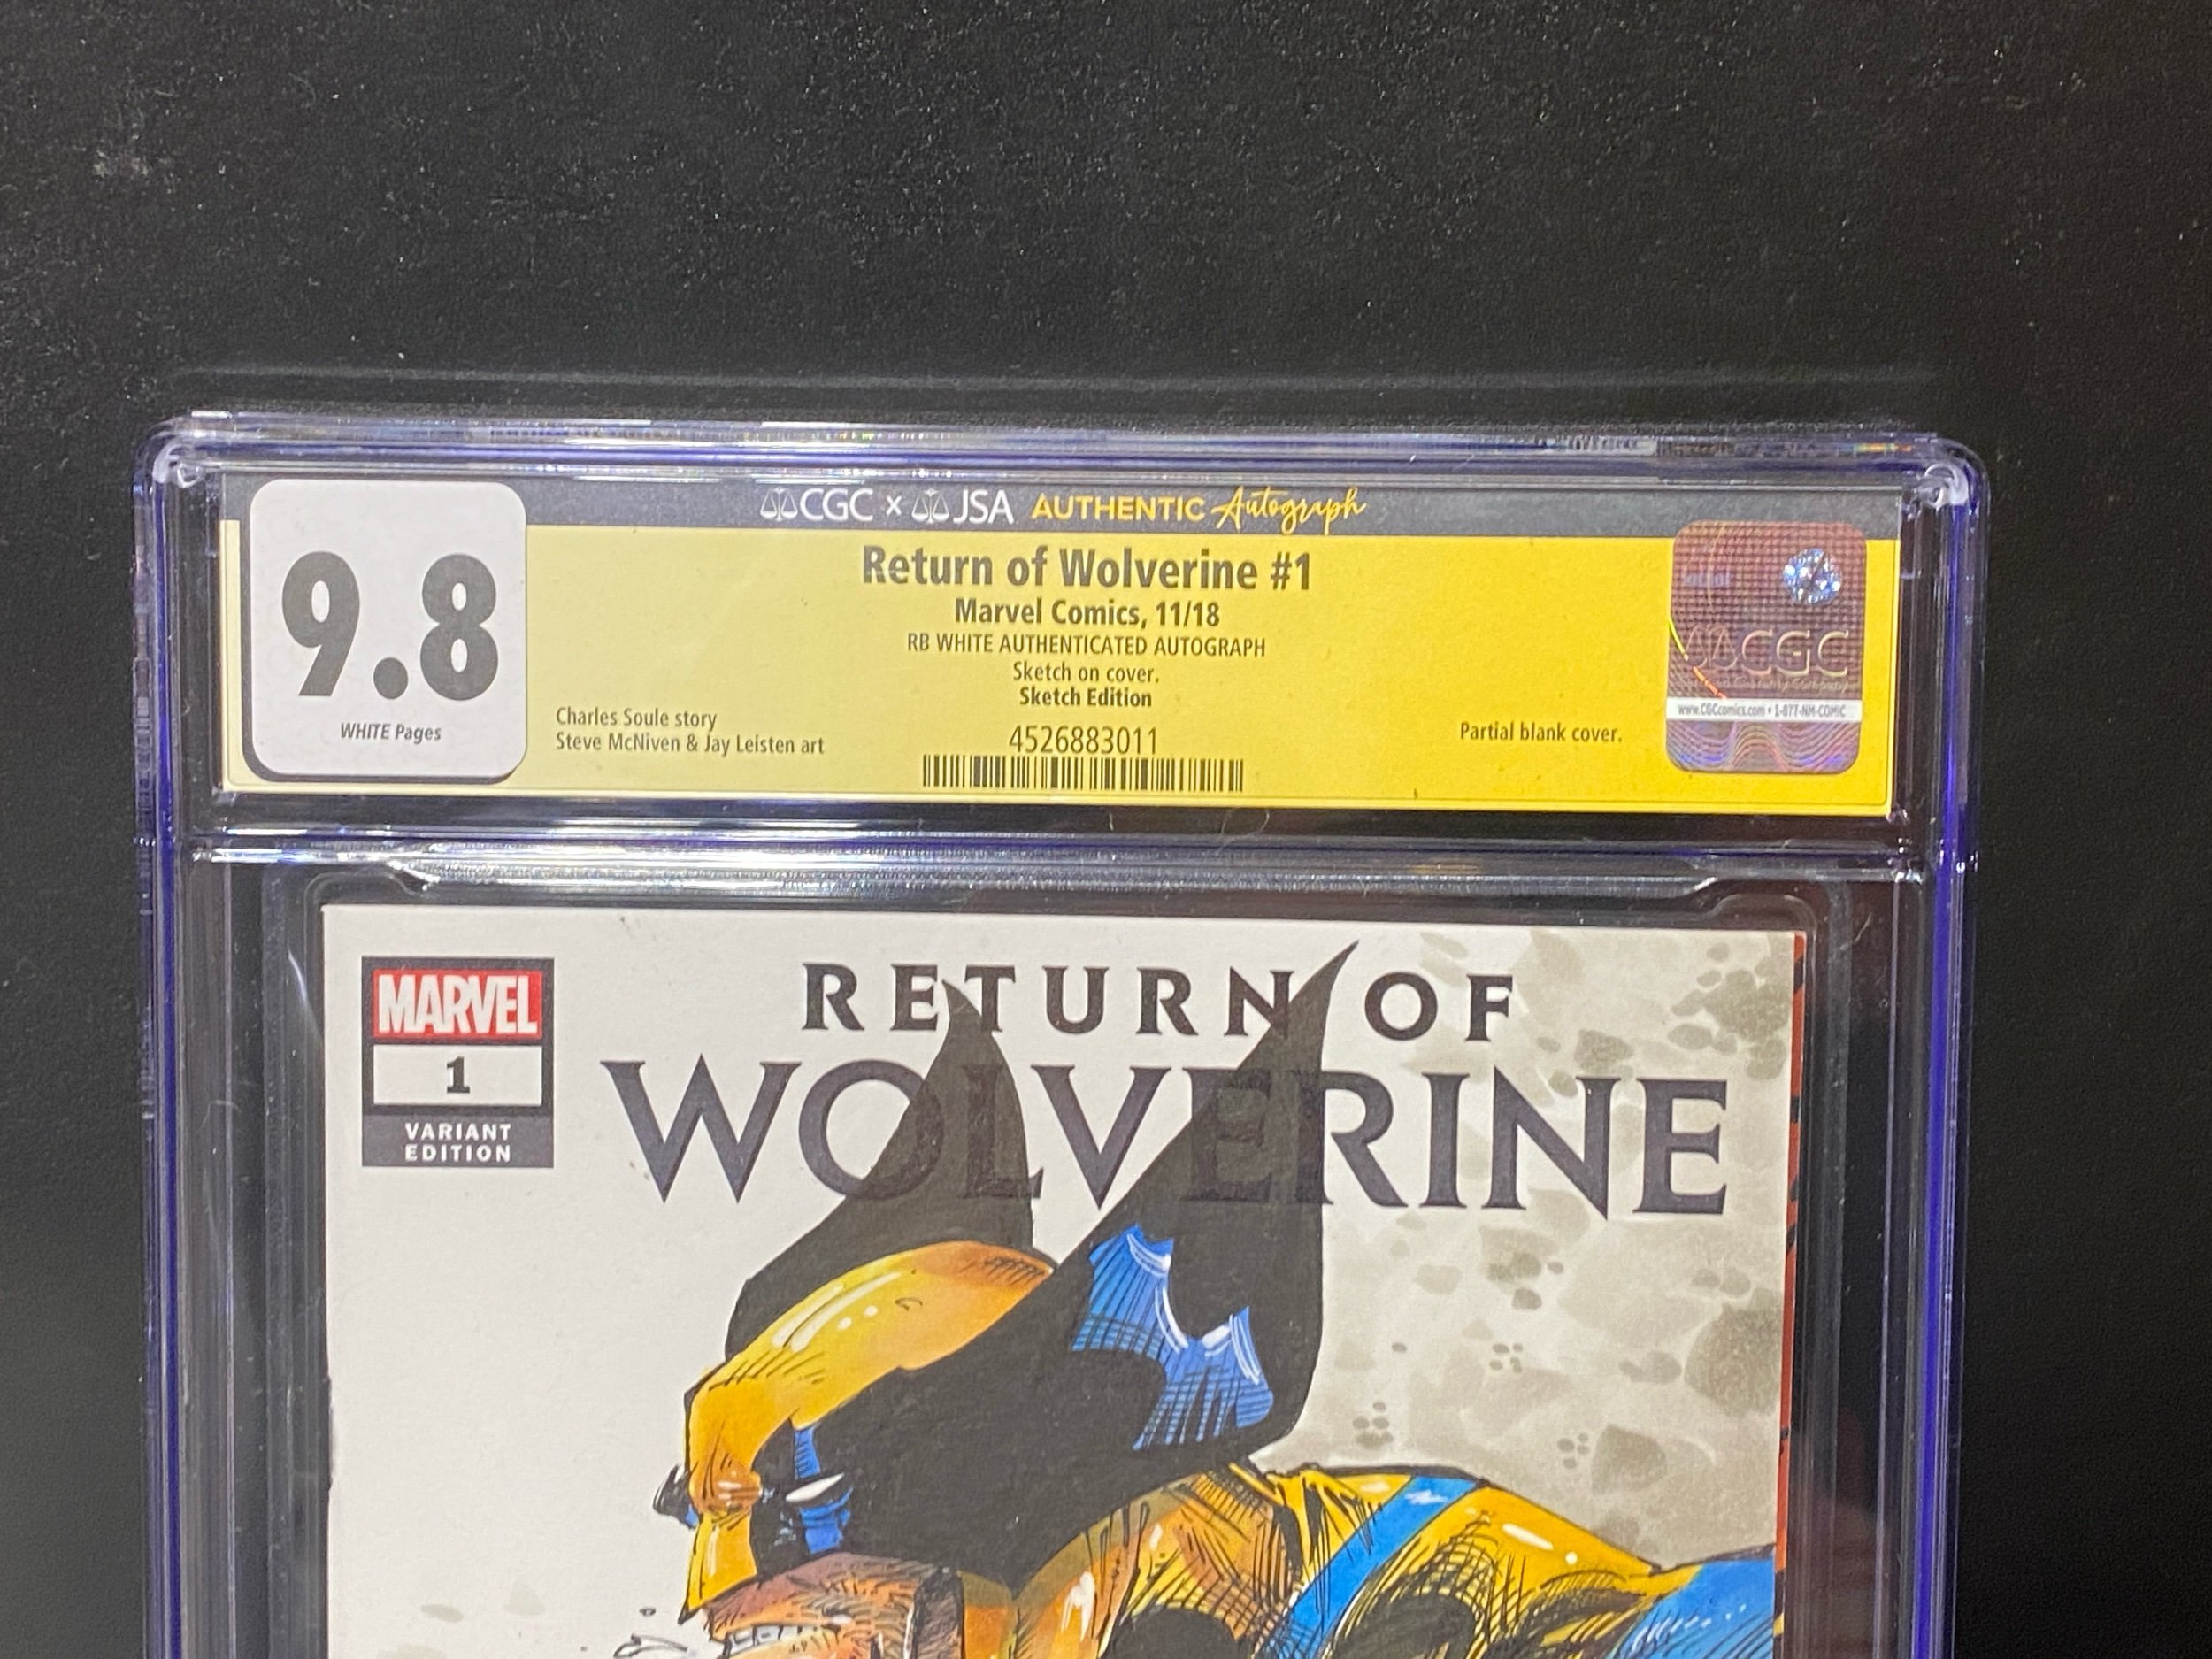 CGC x JSA AUTHENTIC Autograph
9.8
WHITE Pages
Return of Wolverine #1
Marvel Comics, 11/18
RB WHITE AUTHENTICATED AUTOGRAPH
Sketch on cover.
Sketch Edition
Charles Soule story
Steve McNiven & Jay Leisten art
4526883011
Partial blank cover.
CGC
www.CGCcomics.com • 1-877-NM-COMIC
MARVEL
1
VARIANT
EDITION
RETURN OF
WOLVERINE